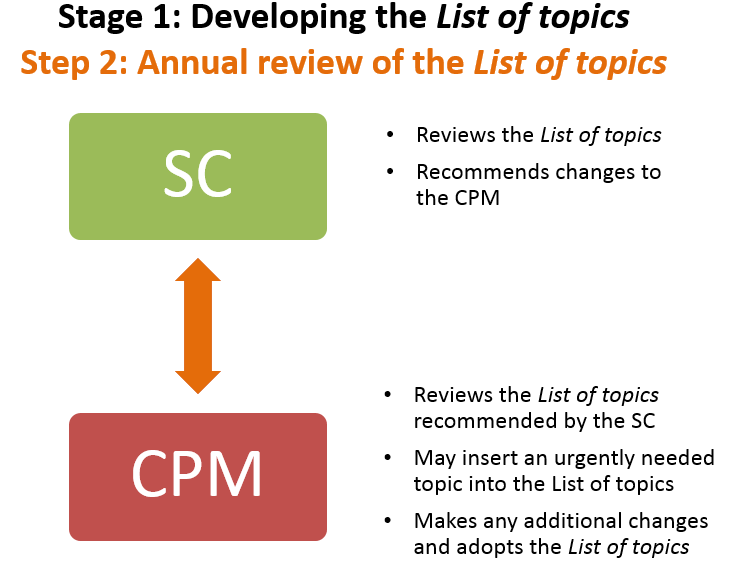 Stage 1: Developing the List of topics
Step 2: Annual review of the List of topics
SC
• Reviews the List of topics
• Recommends changes to
the CPM
CPM
• Reviews the List of topics
recommended by the SC
• May insert an urgently needed
topic into the List of topics
• Makes any additional changes
and adopts the List of topics